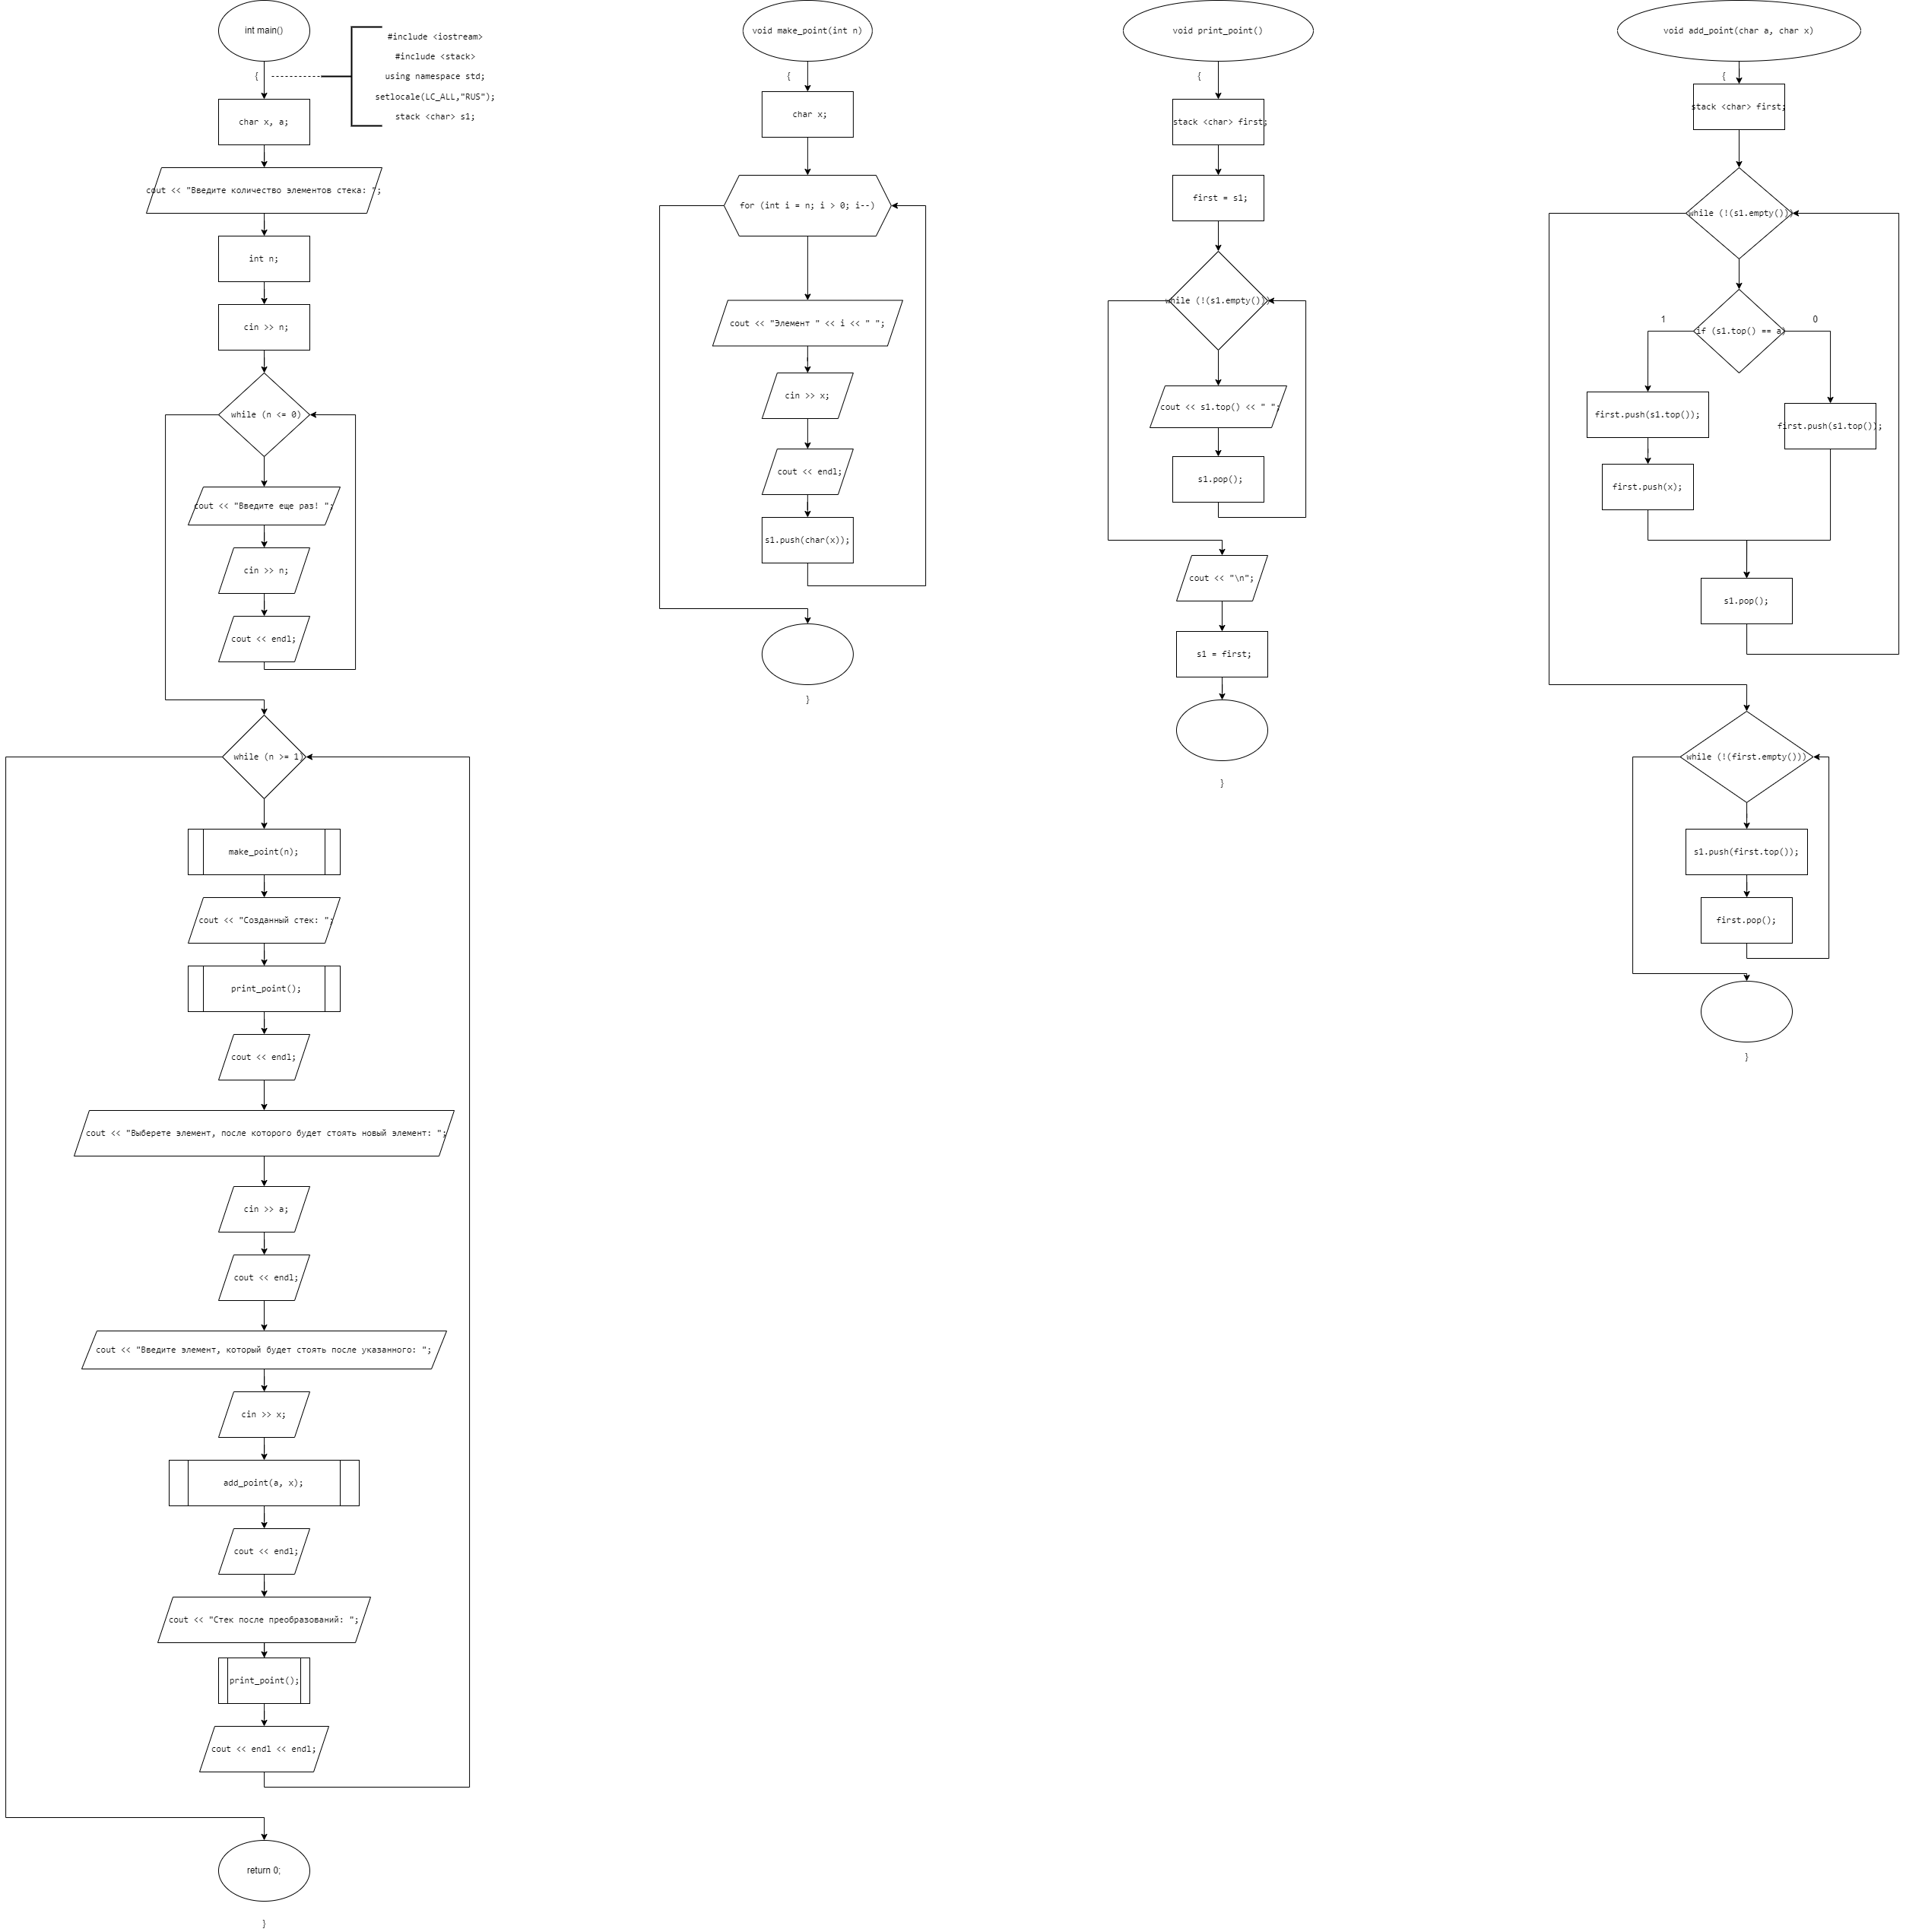 int main()
{
#include <iostream>
#include <stack>
using namespace std;
setlocale(LC_ALL,"RUS");
stack <char> s1;
char x, a;
cout << "Введите количество элементов стека: ";
int n;
cin >> n;
while (n <= 0)
cout << "Введите еще раз! ";
cin >> n;
cout << endl;
while (n >= 1)
make_point(n);
cout << "Созданный стек: ";
print_point();
cout << endl;
cout << "Выберете элемент, после которого будет стоять новый элемент: ";
cin >> a;
cout << endl;
cout << "Введите элемент, который будет стоять после указанного: ";
cin >> x;
add_point(a, x);
cout << endl;
cout << "Стек после преобразований: ";
print_point();
cout << endl << endl;
return 0;
}
void make_point(int n)
{
char x;
for (int i = n; i > 0; i--)
cout << "Элемент " << i << " ";
cin >> x;
cout << endl;
s1.push(char(x));
}
void print_point()
{
stack <char> first;
first = s1;
while (!(s1.empty()))
cout << s1.top() << " ";
s1.pop();
cout << "\n";
s1 = first;
}
void add_point(char a, char x)
{
stack <char> first;
while (!(s1.empty()))
if (s1.top() == a)
1
0
first.push(s1.top());
first.push(s1.top());
first.push(x);
s1.pop();
while (!(first.empty()))
s1.push(first.top());
first.pop();
}